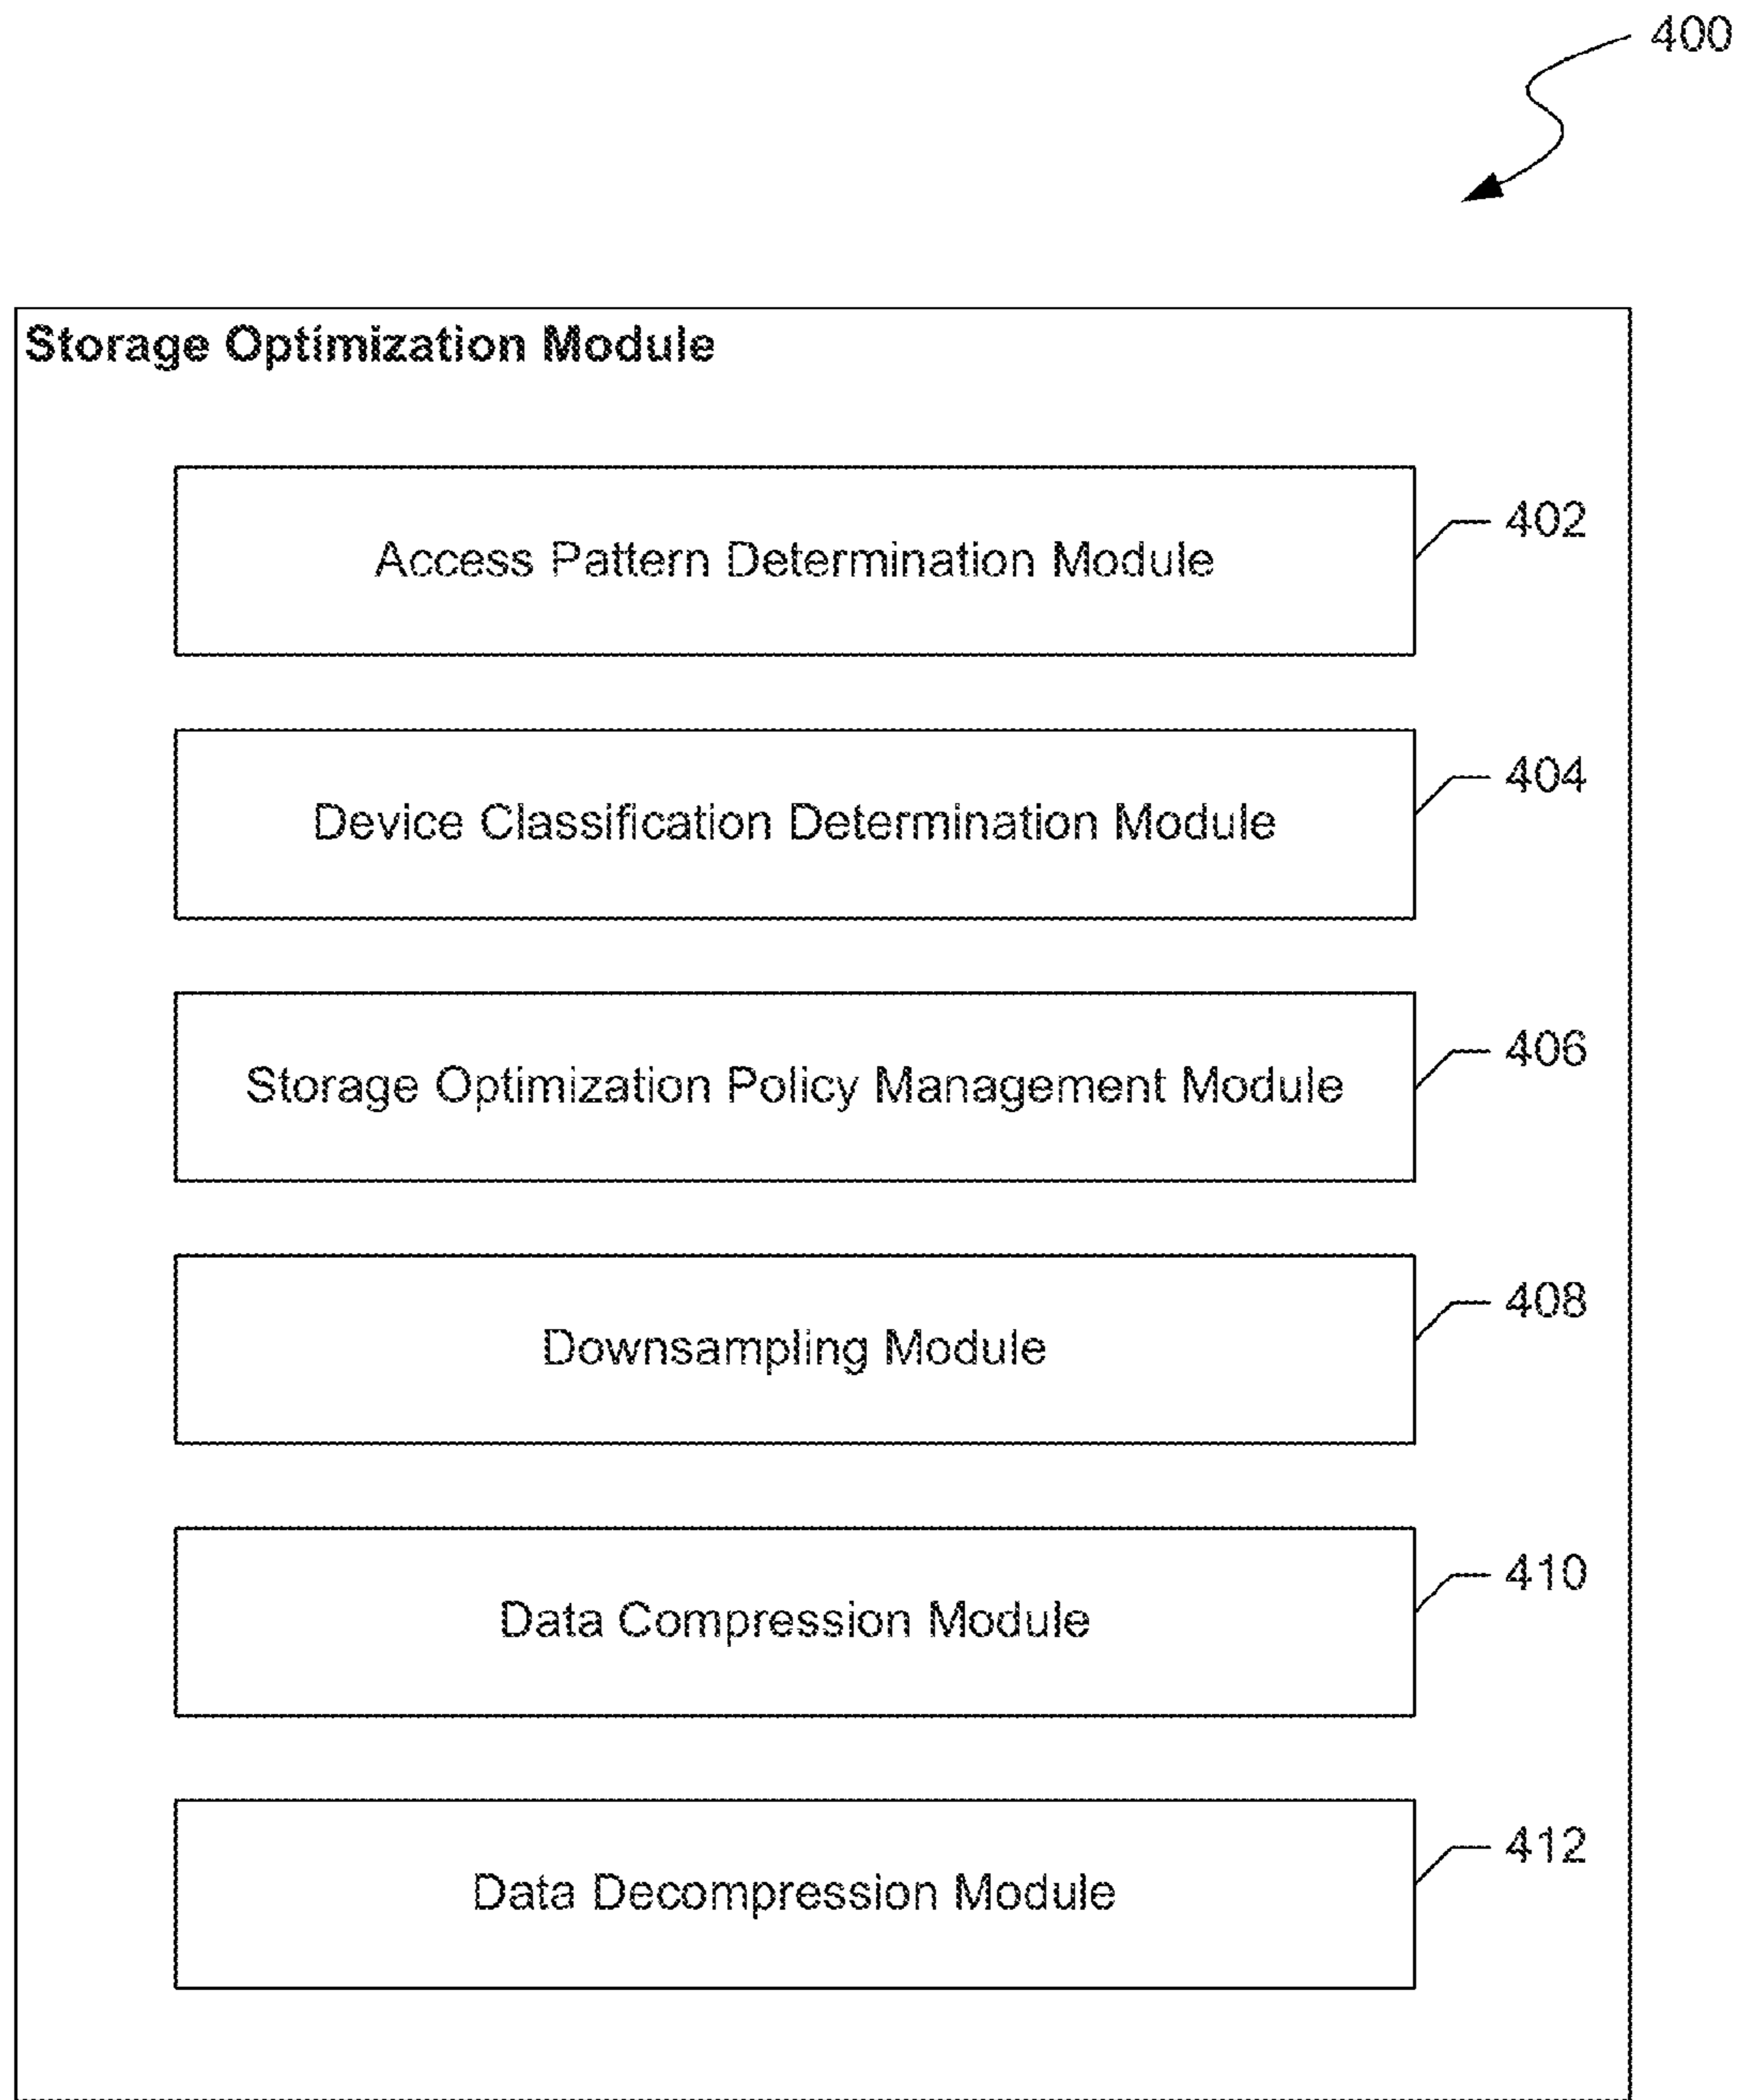 400
Storage Optimization Module
Access Pattern Determination Module
402
Device Classification Determination Module
404
Storage Optimization Policy Management Module
406
Downsampling Module
408
Data Compression Module
410
Data Decompression Module
412